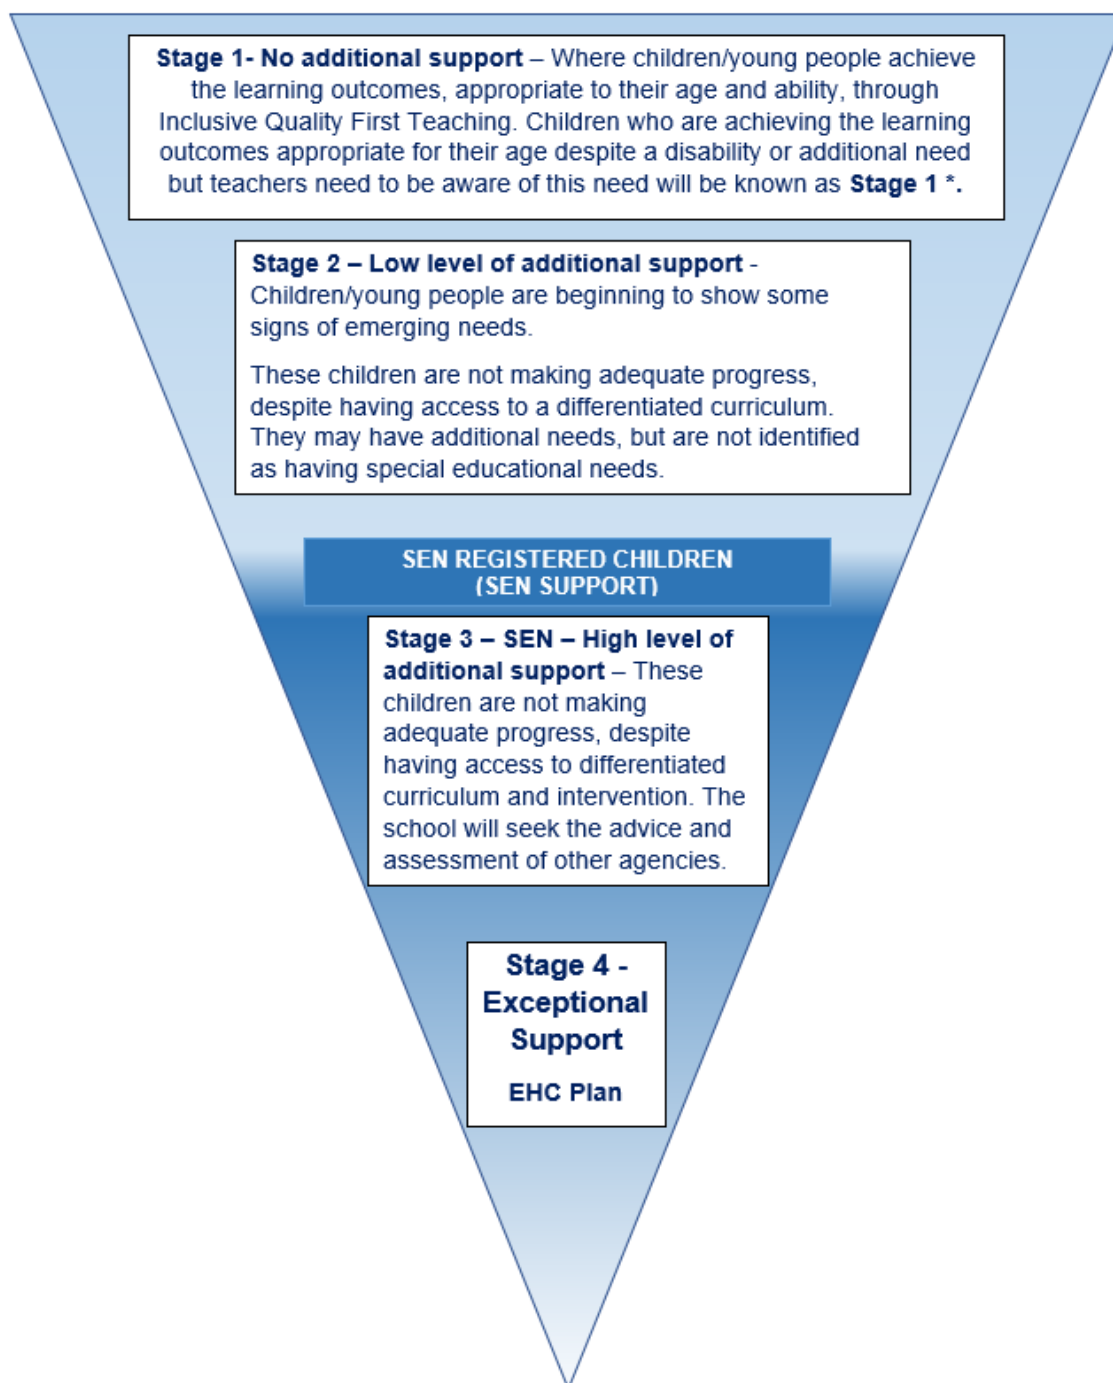 Stage 1- No additional support – Where children/young people achieve
the learning outcomes, appropriate to their age and ability, through
Inclusive Quality First Teaching. Children who are achieving the learning
outcomes appropriate for their age despite a disability or additional need
but teachers need to be aware of this need will be known as Stage 1 *.
Stage 2 – Low level of additional support -
Children/young people are beginning to show some
signs of emerging needs.
These children are not making adequate progress,
despite having access to a differentiated curriculum.
They may have additional needs, but are not identified
as having special educational needs.
SEN REGISTERED CHILDREN
(SEN SUPPORT)
Stage 3 – SEN – High level of
additional support – These
children are not making
adequate progress, despite
having access to differentiated
curriculum and intervention. The
school will seek the advice and
assessment of other agencies.
Stage 4 -
Exceptional
Support
EHC Plan